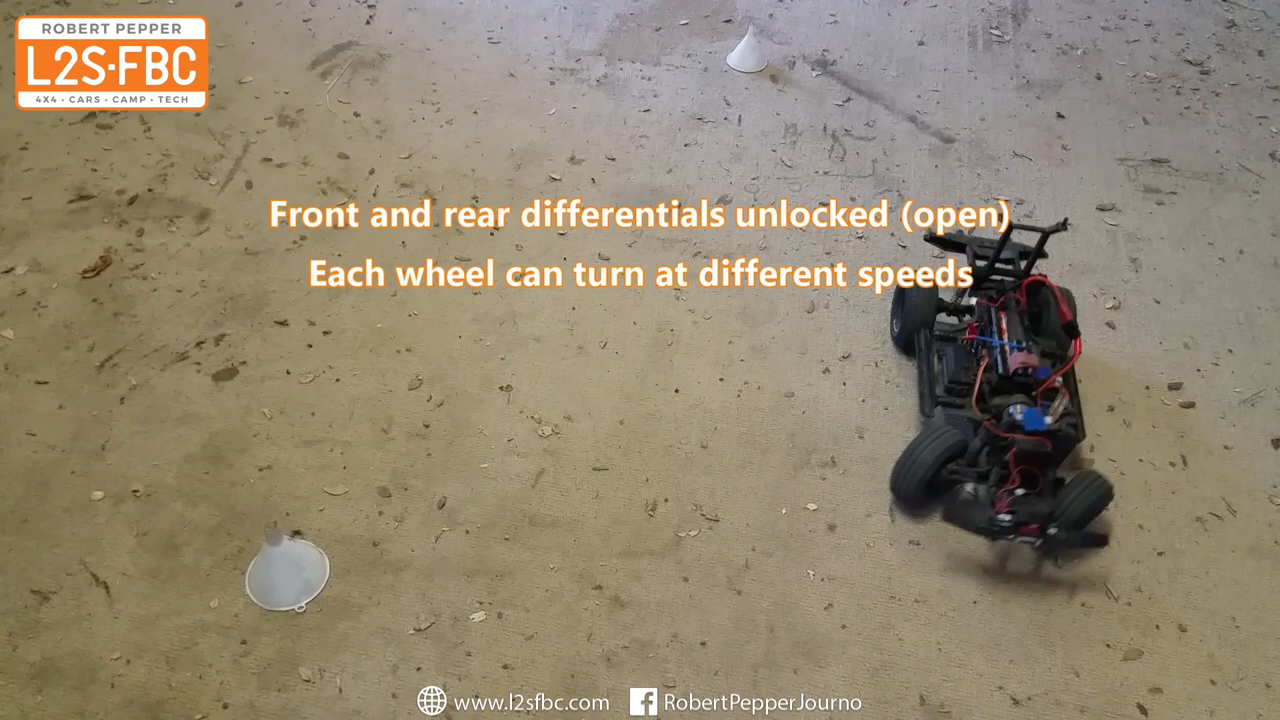 ROBERT PEPPER
L2S·FBC
4X4 · CARS · CAMP · TECH
Front and rear differentials unlocked (open)
Each wheel can turn at different speeds
www.l2sfbc.com RobertPepperJourno